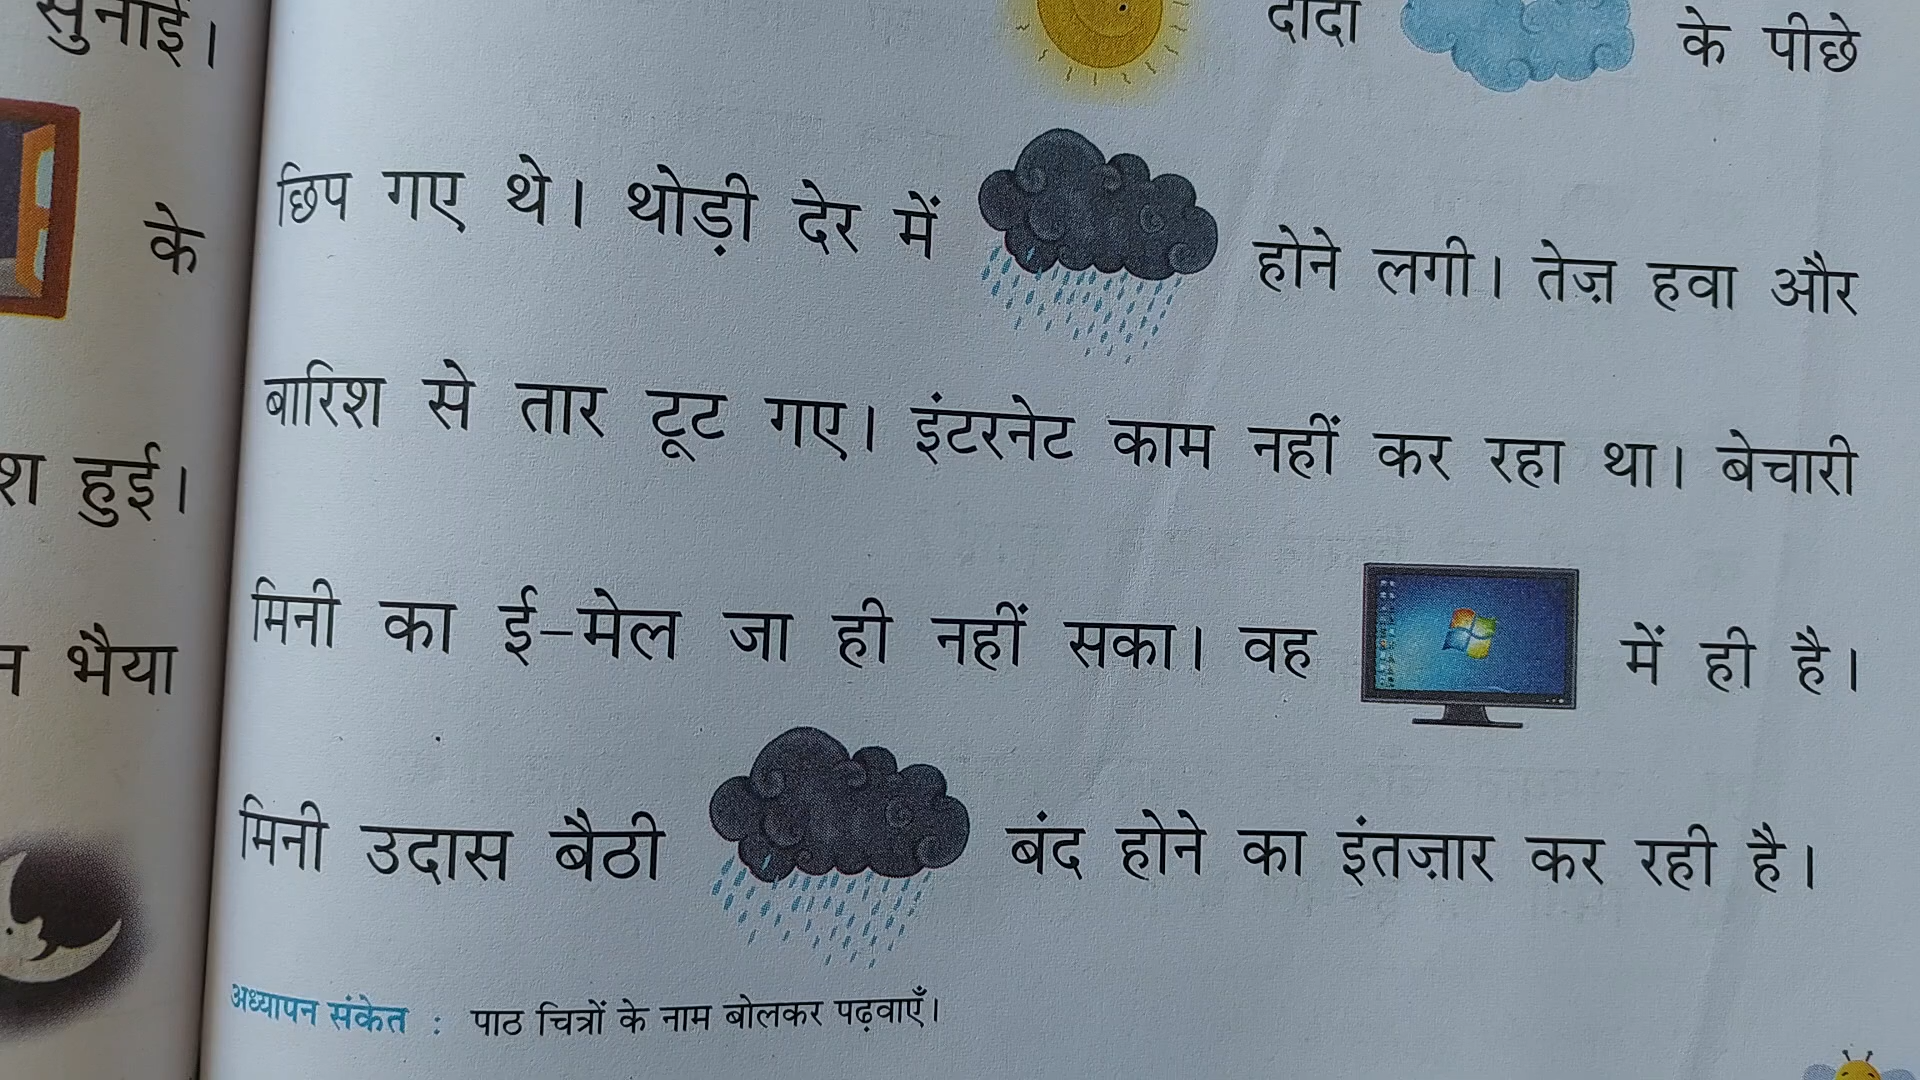 सुनाई।
के
श हुई।
भैया
दादा के पीछे
छिप गए थे। थोड़ी देर में होने लगी। तेज़ हवा और
बारिश से तार टूट गए। इंटरनेट काम नहीं कर रहा था। बेचारी
मिनी का ई-मेल जा ही नहीं सका। वह में ही है।
मिनी उदास बैठी बंद होने का इंतज़ार कर रही है।
अध्यापन संकेत : पाठ चित्रों के नाम बोलकर पढ़वाएँ।